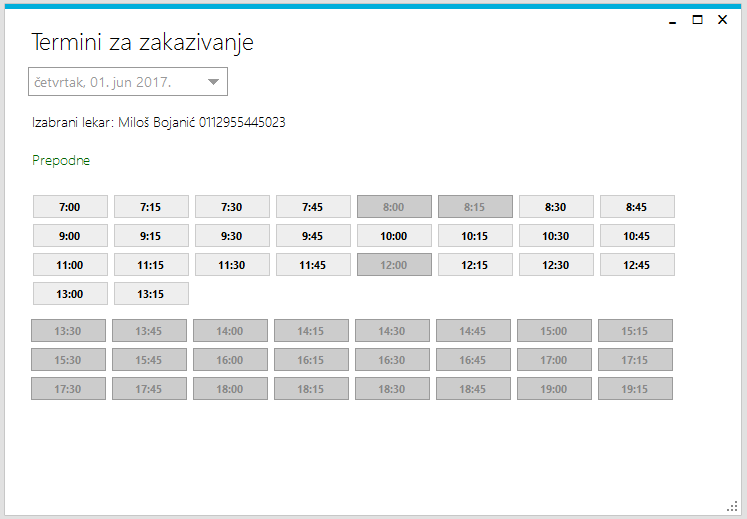 Termini za zakazivanje
četvrtak, 01. jun 2017.
Izabrani lekar: Miloš Bojanić 0112955445023
Prepodne
7:00 7:15 7:30 7:45 8:00 8:15 8:30 8:45
9:00 9:15 9:30 9:45 10:00 10:15 10:30 10:45
11:00 11:15 11:30 11:45 12:00 12:15 12:30 12:45
13:00 13:15
13:30 13:45 14:00 14:15 14:30 14:45 15:00 15:15
15:30 15:45 16:00 16:15 16:30 16:45 17:00 17:15
17:30 17:45 18:00 18:15 18:30 18:45 19:00 19:15